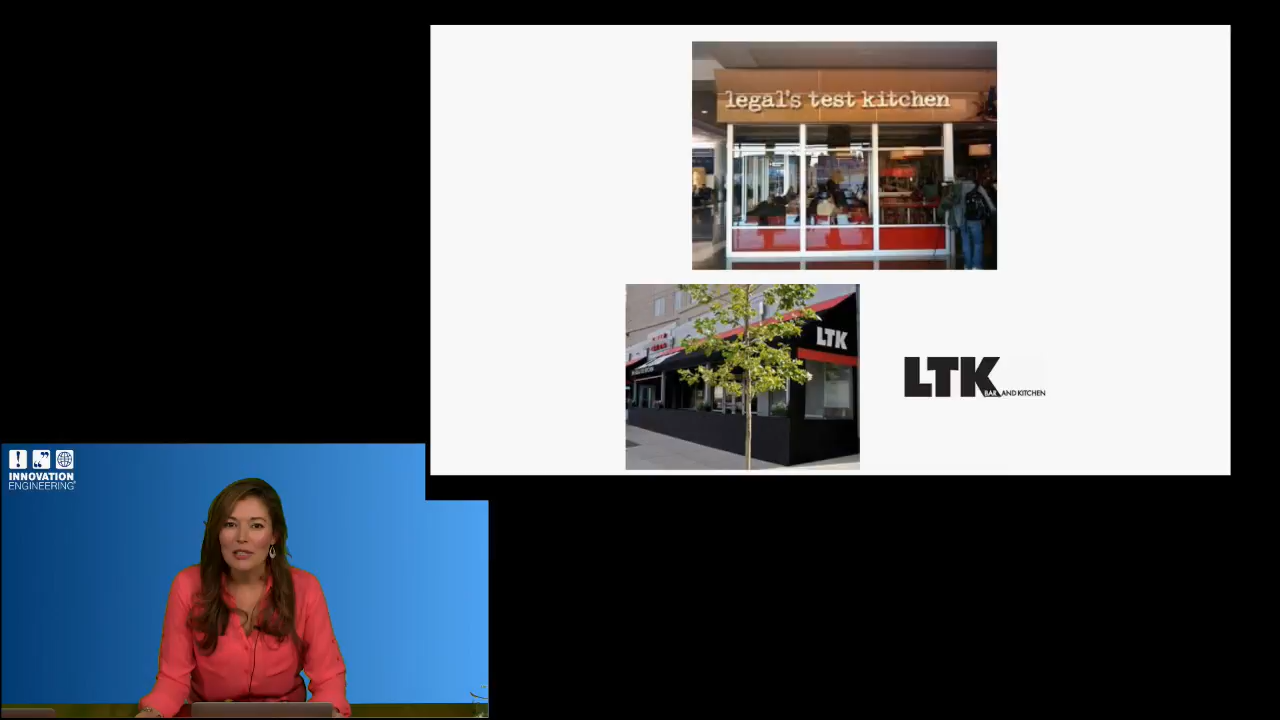 legal's test kitchen
LTK
LTK
BAR AND KITCHEN
INNOVATION
ENGINEERING